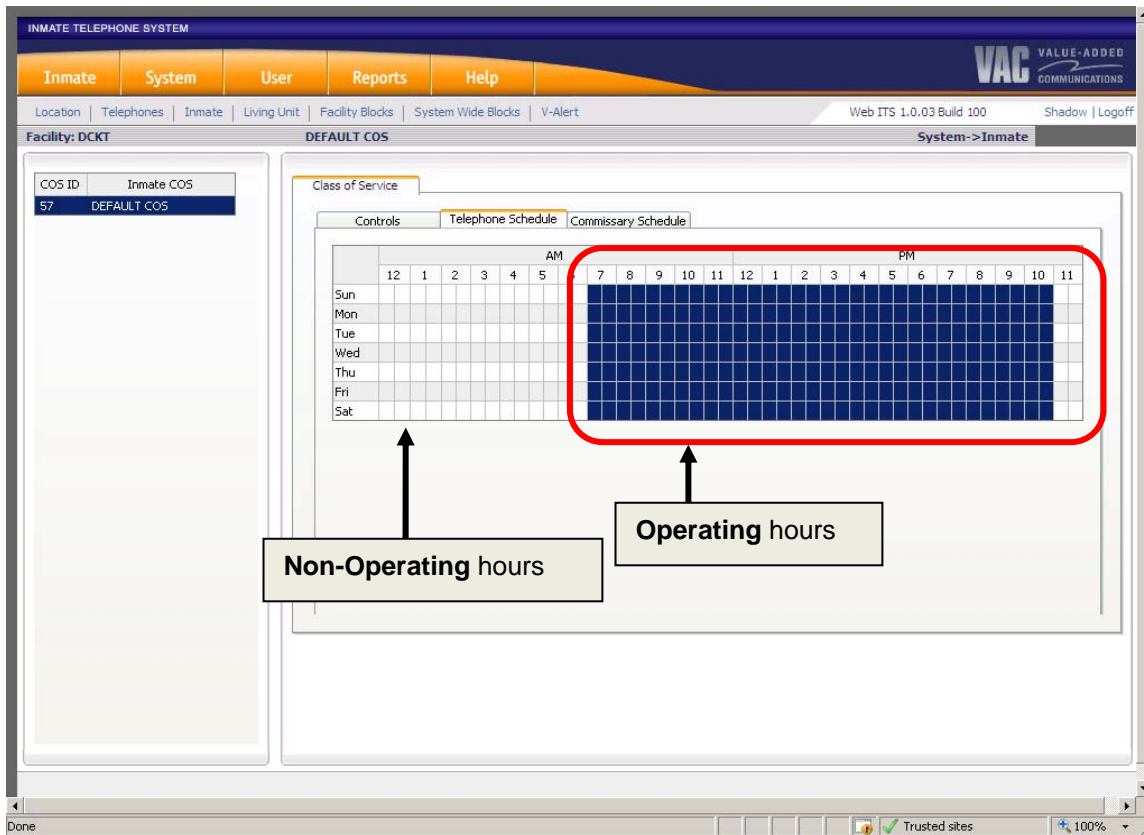 INMATE TELEPHONE SYSTEM
Inmate System User Reports Help
VAC VALUE-ADDED
COMMUNICATIONS
Location | Telephones | Inmate | Living Unit | Facility Blocks | System Wide Blocks | V-Alert Web ITS 1.0.03 Build 100 Shadow | Logoff
Facility: DCKT DEFAULT COS System->Inmate
COS ID Inmate COS
57 DEFAULT COS
Class of Service
Controls Telephone Schedule Commissary Schedule
AM PM
12 1 2 3 4 5 7 8 9 10 11 12 1 2 3 4 5 6 7 8 9 10 11
Sun
Mon
Tue
Wed
Thu
Fri
Sat
Operating hours
Non-Operating hours
Done Trusted sites 100%